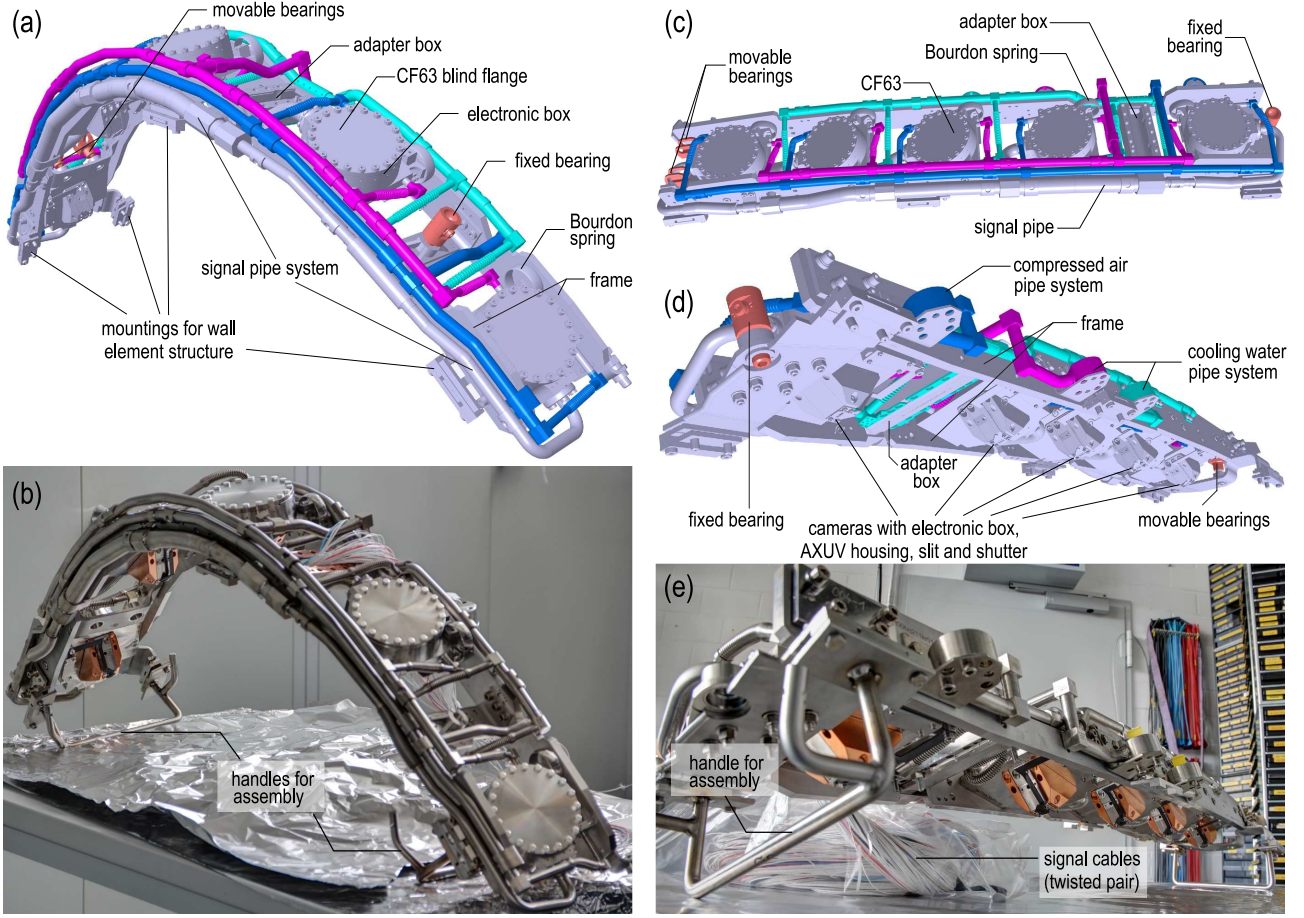 (a)
movable bearings
adapter box
CF63 blind flange
electronic box
fixed bearing
Bourdon
spring
signal pipe system
frame
mountings for wall
element structure
(b)
handles for
assembly
(c)
adapter box
fixed
bearing
Bourdon spring
movable
bearings
CF63
signal pipe
(d)
compressed air
pipe system
frame
cooling water
pipe system
adapter
box
fixed bearing
movable bearings
cameras with electronic box,
AXUV housing, slit and shutter
(e)
handle for
assembly
signal cables
(twisted pair)